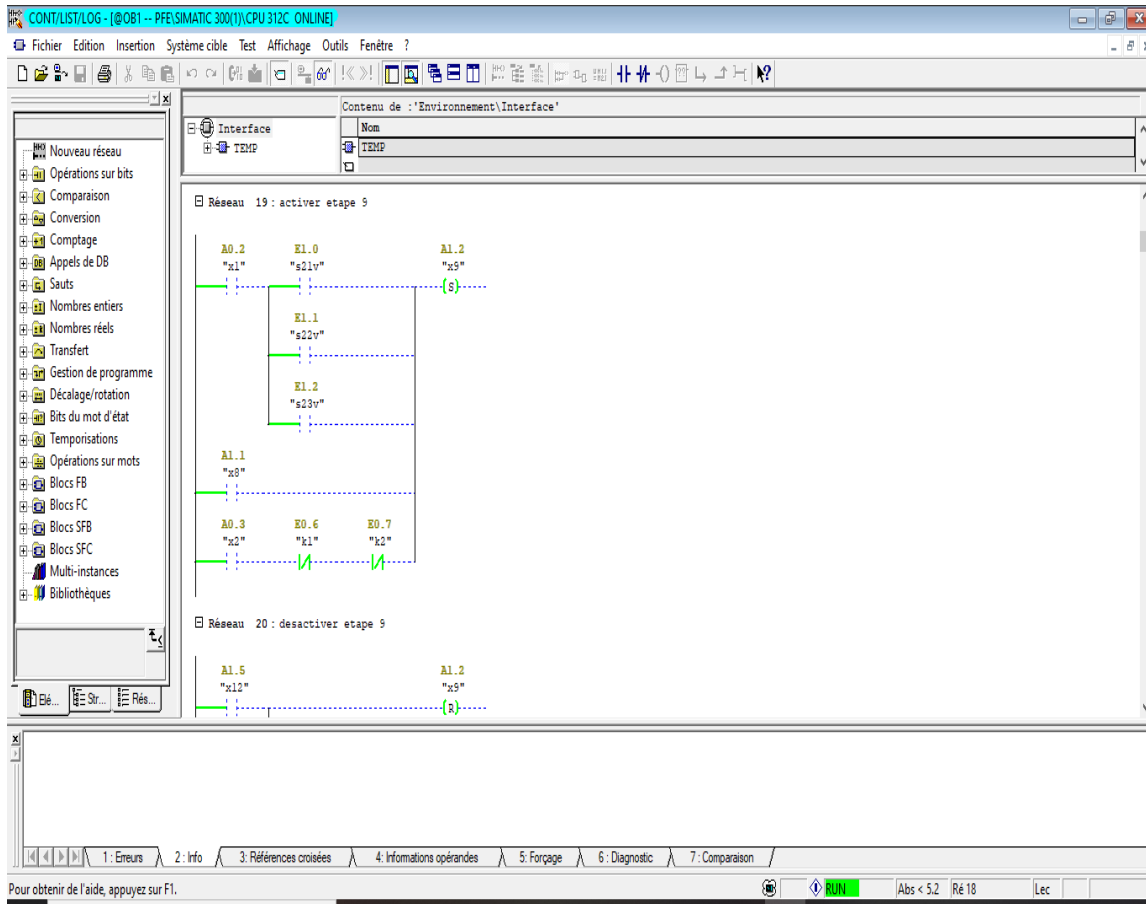 CONT/LIST/LOG - [@OB1 -- PFE\SIMATIC 300(1)\CPU 312C ONLINE]
Fichier Edition Insertion Système cible Test Affichage Outils Fenêtre ?
Contenu de :'Environnement\Interface'
Interface
TEMP
Nom
TEMP
Nouveau réseau
Opérations sur bits
Comparaison
Conversion
Comptage
Appels de DB
Sauts
Nombres entiers
Nombres réels
Transfert
Gestion de programme
Décalage/rotation
Bits du mot d'état
Temporisations
Opérations sur mots
Blocs FB
Blocs FC
Blocs SFB
Blocs SFC
Multi-instances
Bibliothèques
Elé... Str... Rés...
Réseau 19 : activer etape 9
A0.2 E1.0 A1.2
"x1" "s21v" "x9"
S
E1.1
"s22v"
E1.2
"s23v"
A1.1
"x8"
A0.3 E0.6 E0.7
"x2" "k1" "k2"
Réseau 20 : desactiver etape 9
A1.5 A1.2
"x12" "x9"
R
1 : Erreurs 2 : Info 3: Références croisées 4: Informations opérandes 5: Forçage 6 : Diagnostic 7 : Comparaison
Pour obtenir de l'aide, appuyez sur F1. RUN Abs < 5.2 Ré 18 Lec